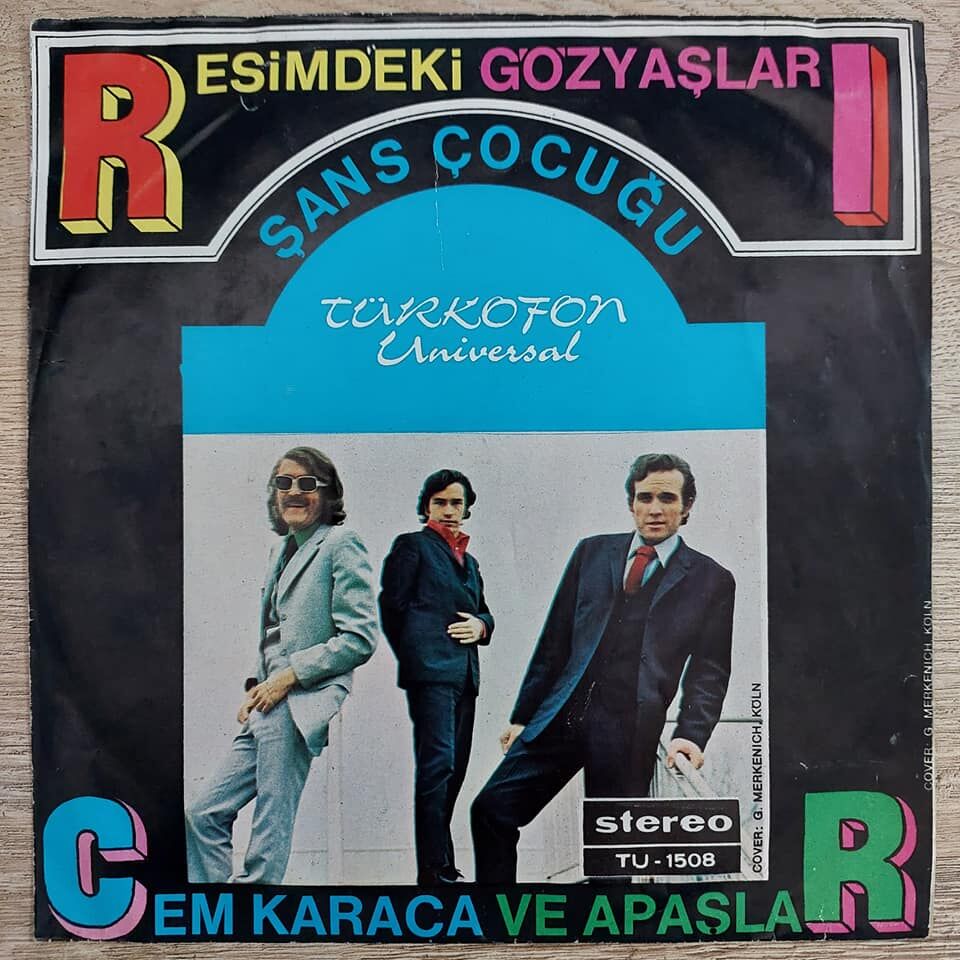 RESİMDEKİ GÖZYAŞLARI
ŞANS ÇOCUĞU
TÜRKOFON
Universal
stereo
TU-1508
COVER: G. MERKENICH, KÖLN
COVER: G. MERKENICH, KÖLN
CEM KARACA VE APAŞLAR